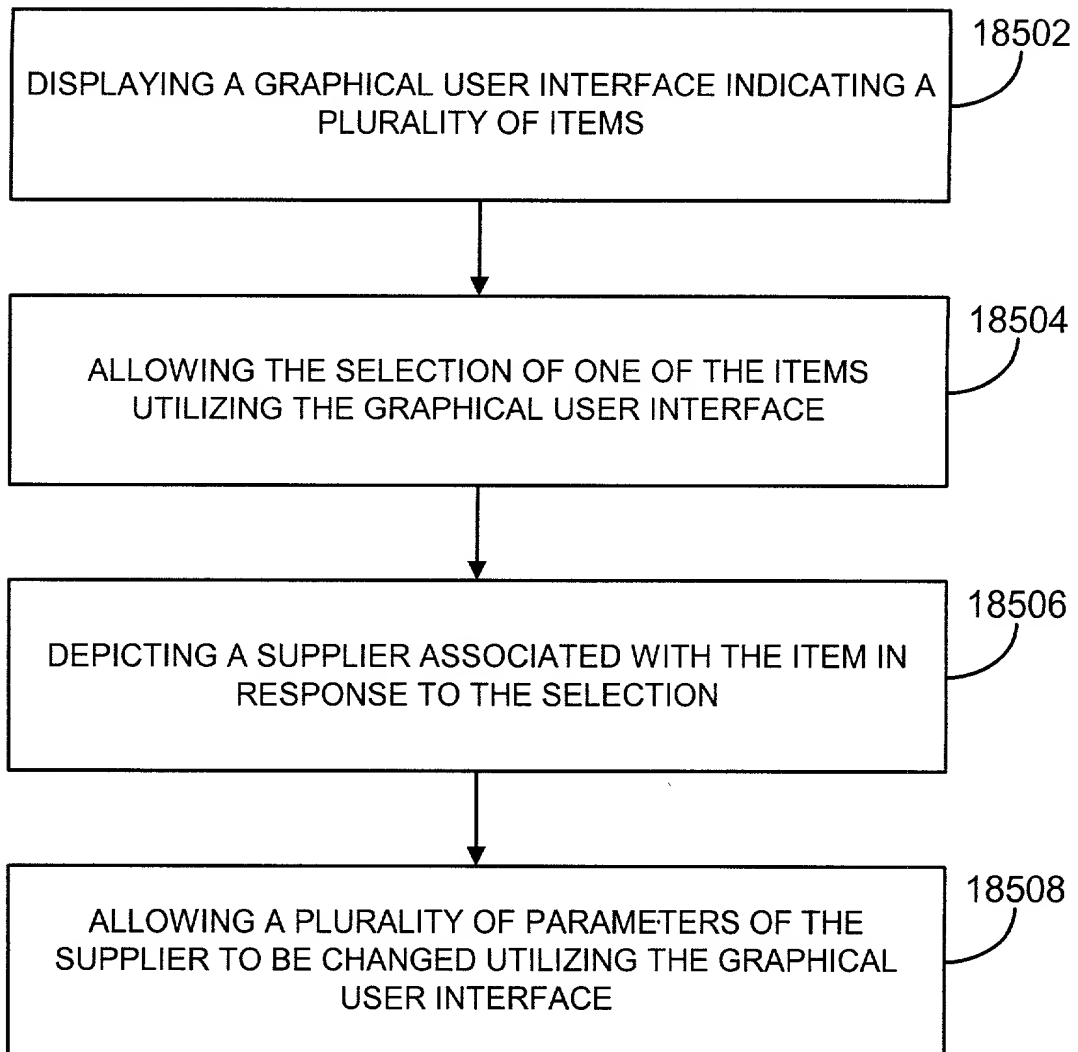 18502
DISPLAYING A GRAPHICAL USER INTERFACE INDICATING A
PLURALITY OF ITEMS
18504
ALLOWING THE SELECTION OF ONE OF THE ITEMS
UTILIZING THE GRAPHICAL USER INTERFACE
18506
DEPICTING A SUPPLIER ASSOCIATED WITH THE ITEM IN
RESPONSE TO THE SELECTION
18508
ALLOWING A PLURALITY OF PARAMETERS OF THE
SUPPLIER TO BE CHANGED UTILIZING THE GRAPHICAL
USER INTERFACE